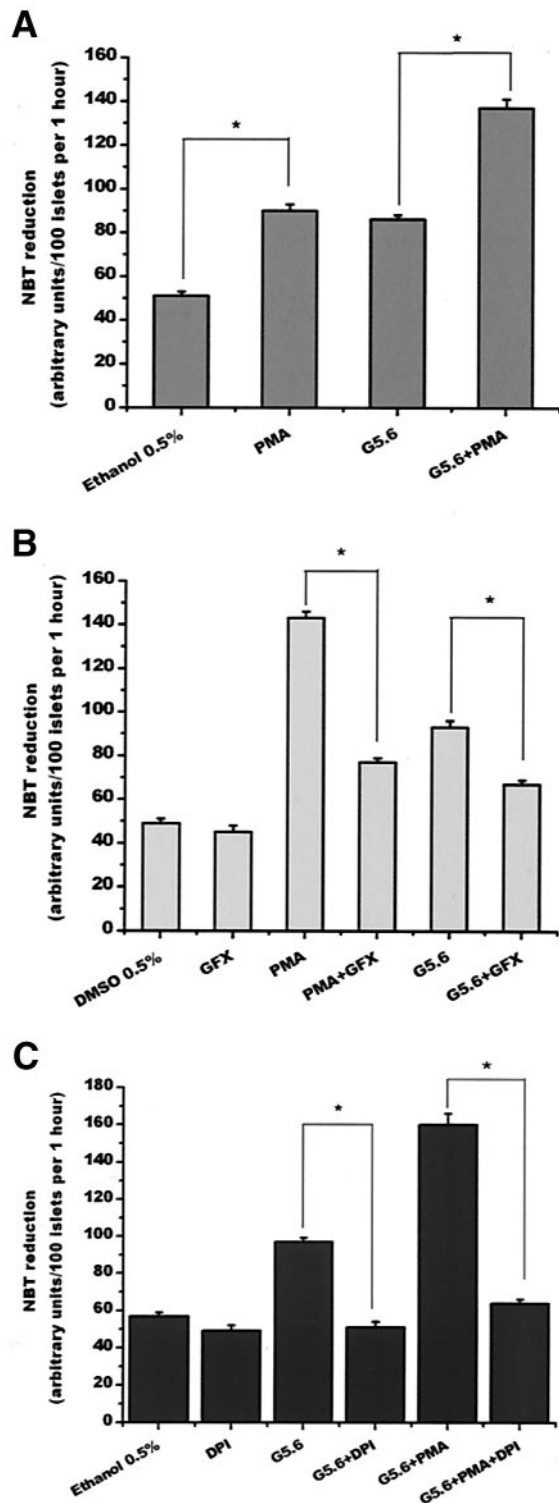 A
160
140
120
100
80
60
40
20
0
NBT reduction
(arbitrary units/100 islets per 1 hour)
*
*
Ethanol 0.5%
PMA
G5.6
G5.6+PMA
B
160
140
120
100
80
60
40
20
0
NBT reduction
(arbitrary units/100 islets per 1 hour)
*
*
DMSO 0.5%
GFX
PMA
PMA+GFX
G5.6
G5.6+GFX
C
180
160
140
120
100
80
60
40
20
0
NBT reduction
(arbitrary units/100 islets per 1 hour)
*
*
Ethanol 0.5%
DPI
G5.6
G5.6+DPI
G5.6+PMA
G5.6+PMA+DPI